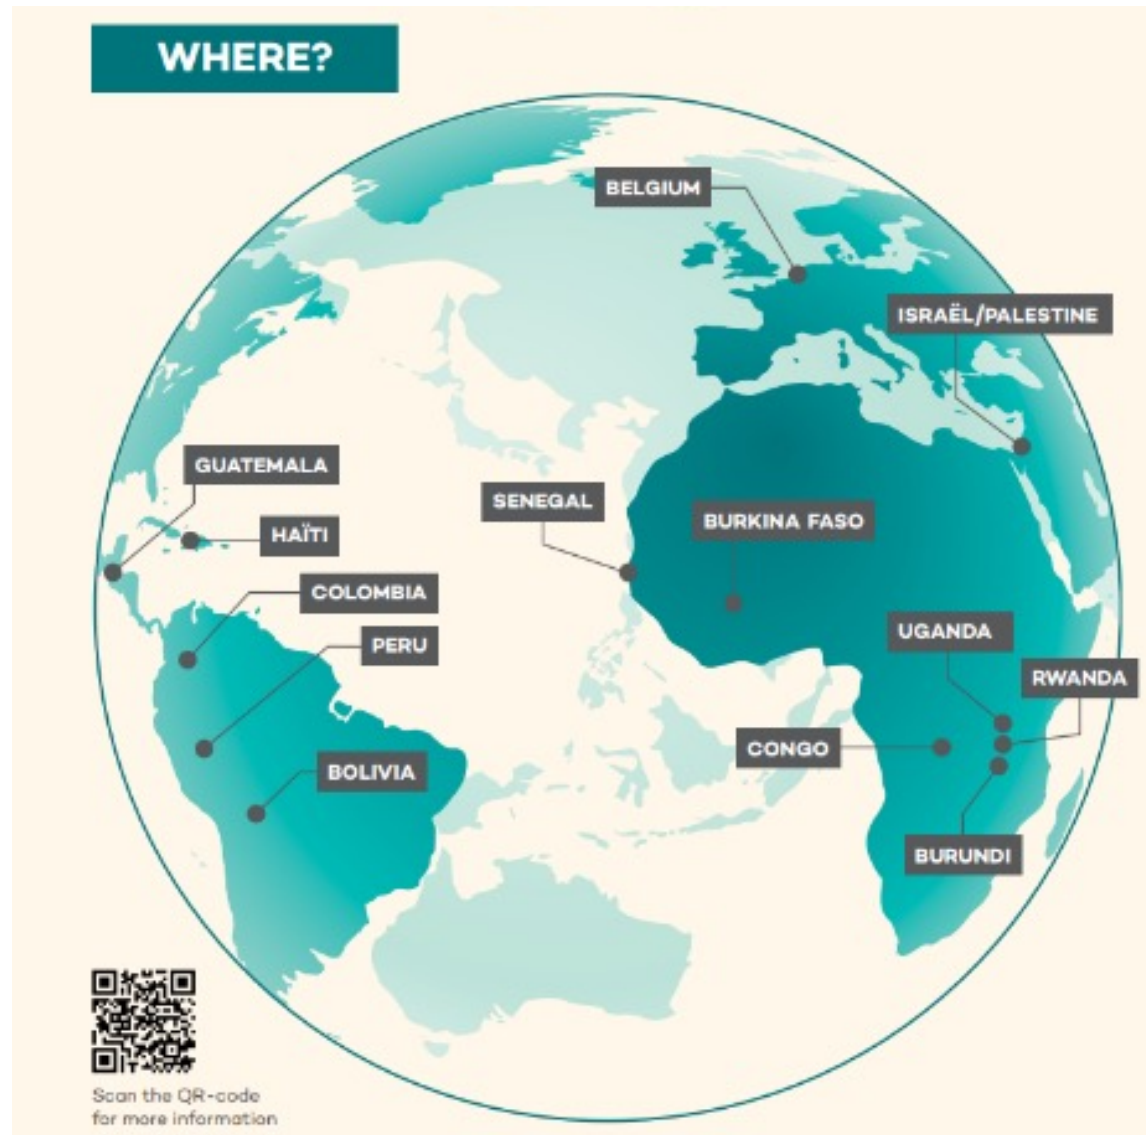 WHERE?
BELGIUM
ISRAËL/PALESTINE
GUATEMALA
SENEGAL
BURKINA FASO
HAÏTI
COLOMBIA
UGANDA
PERU
RWANDA
CONGO
BOLIVIA
BURUNDI
Scan the QR-code
for more information